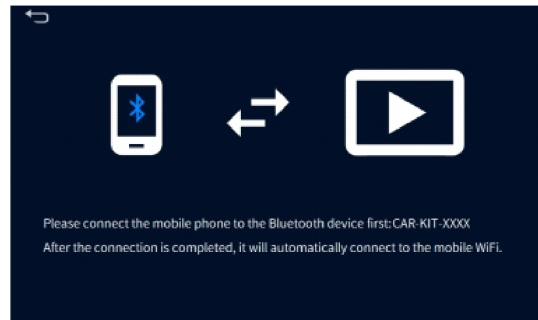 Please connect the mobile phone to the Bluetooth device first:CAR-KIT-XXXX
After the connection is completed, it will automatically connect to the mobile WiFi.